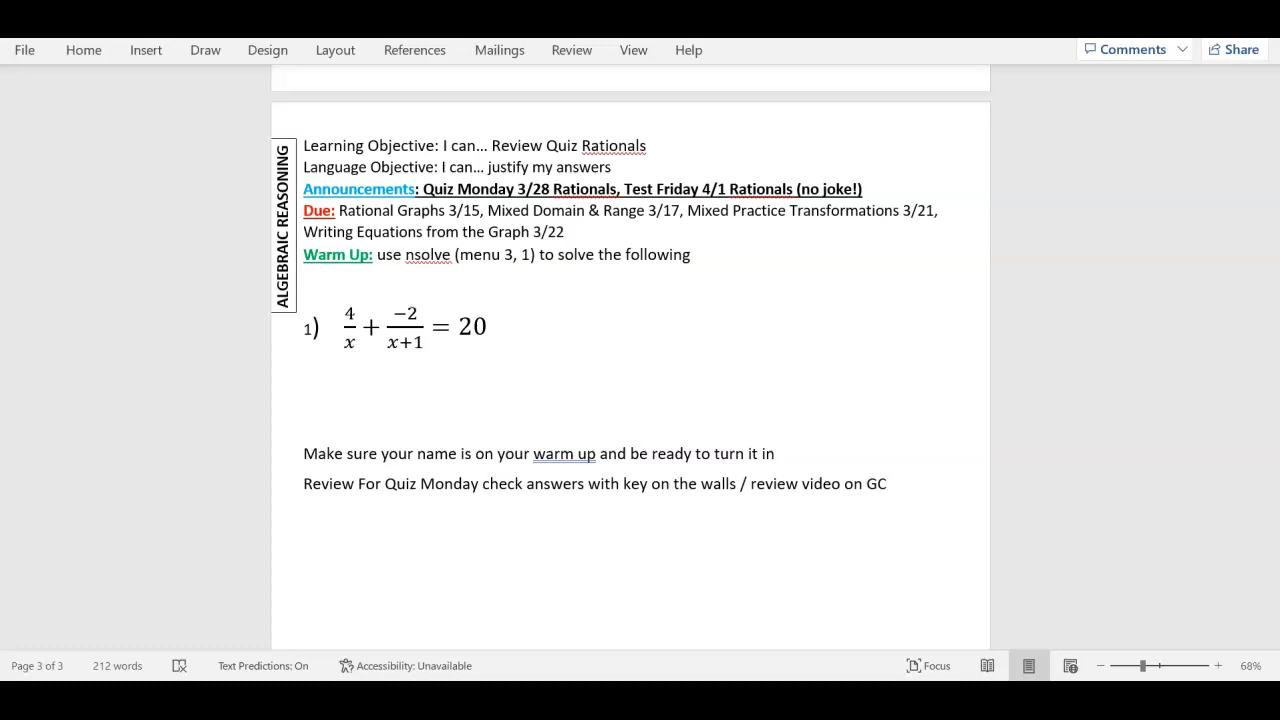 File Home Insert Draw Design Layout References Mailings Review View Help Comments Share
ALGEBRAIC REASONING
Learning Objective: I can... Review Quiz Rationals
Language Objective: I can... justify my answers
Announcements: Quiz Monday 3/28 Rationals, Test Friday 4/1 Rationals (no joke!)
Due: Rational Graphs 3/15, Mixed Domain & Range 3/17, Mixed Practice Transformations 3/21,
Writing Equations from the Graph 3/22
Warm Up: use nsolve (menu 3, 1) to solve the following
1) 4/x + −2/x+1 = 20
Make sure your name is on your warm up and be ready to turn it in
Review For Quiz Monday check answers with key on the walls / review video on GC
Page 3 of 3 212 words Text Predictions: On Accessibility: Unavailable Focus 68%